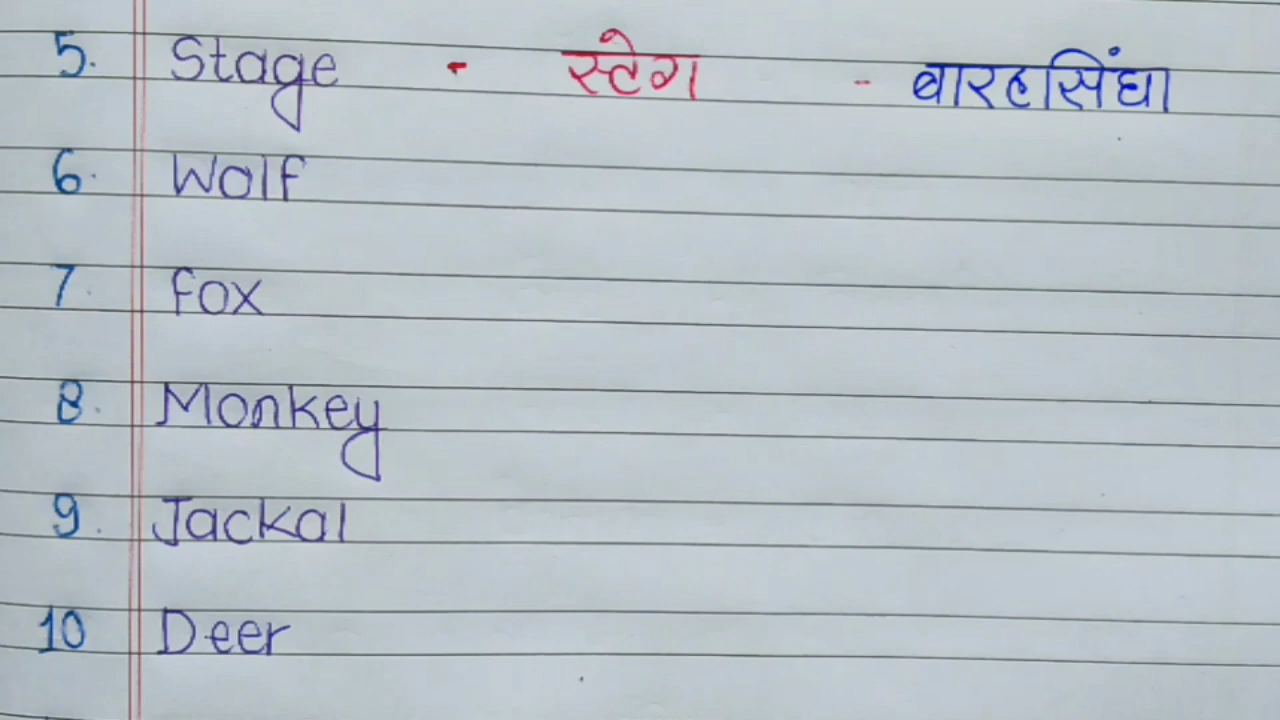 5. Stage - स्टेग - बारहसिंघा
6. Wolf
7. Fox
8. Monkey
9. Jackal
10 Deer